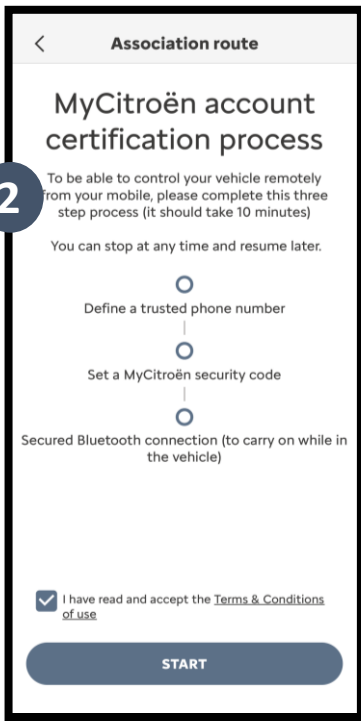 Association route
MyCitroën account
certification process
2
To be able to control your vehicle remotely
from your mobile, please complete this three
step process (it should take 10 minutes)
You can stop at any time and resume later.
Define a trusted phone number
Set a MyCitroën security code
Secured Bluetooth connection (to carry on while in
the vehicle)
I have read and accept the Terms & Conditions
of use
START